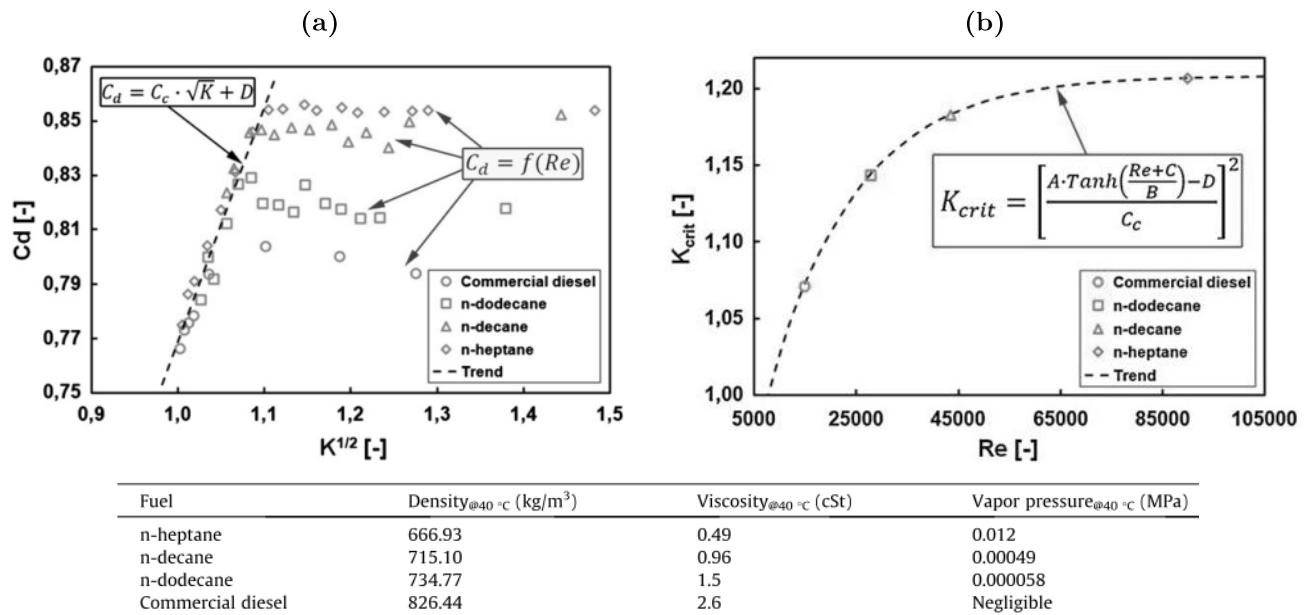 (a)
0,87
0,85
0,83
0,81
0,79
0,77
0,75
Cd [-]
C_d = C_c · √K + D
C_d = f(Re)
Commercial diesel
n-dodecane
n-decane
n-heptane
Trend
0,9 1,0 1,1 1,2 1,3 1,4 1,5
K^{1/2} [-]
(b)
1,20
1,15
1,10
1,05
1,00
K_crit [-]
K_crit = [(A·Tanh((Re+C)/B)−D)/C_c]^2
Commercial diesel
n-dodecane
n-decane
n-heptane
Trend
5000 25000 45000 65000 85000 105000
Re [-]
Fuel Density@40 °C (kg/m³) Viscosity@40 °C (cSt) Vapor pressure@40 °C (MPa)
n-heptane 666.93 0.49 0.012
n-decane 715.10 0.96 0.00049
n-dodecane 734.77 1.5 0.000058
Commercial diesel 826.44 2.6 Negligible